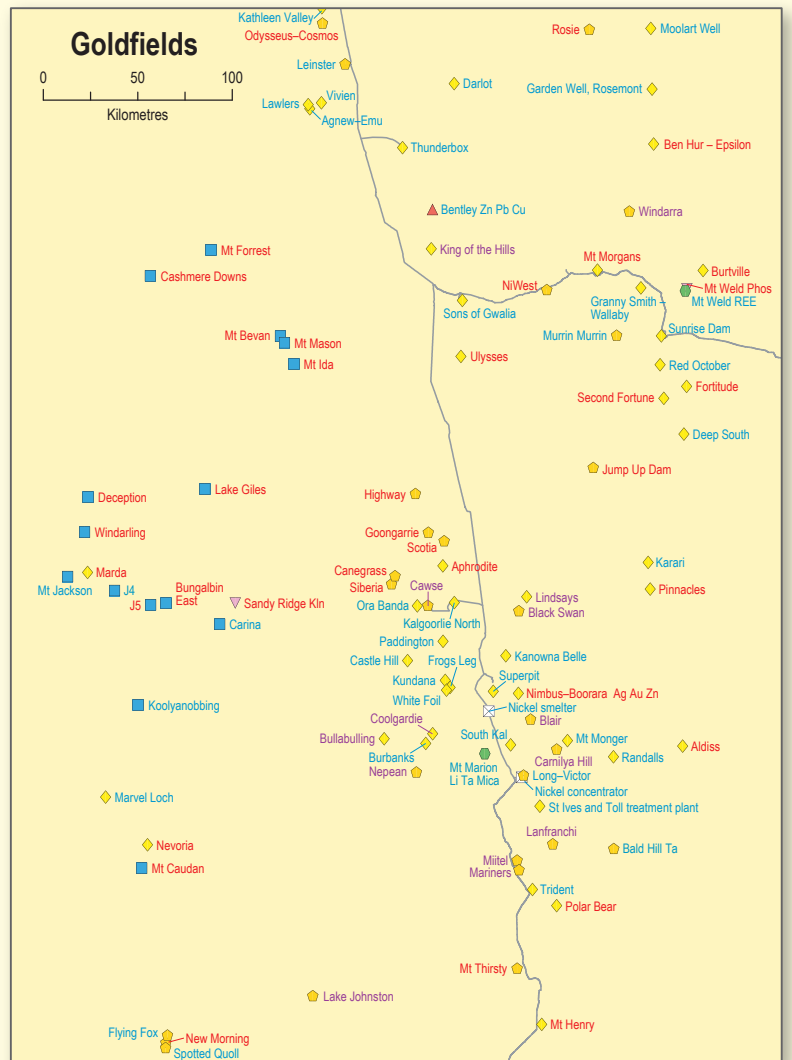 Kathleen Valley
Odysseus–Cosmos
Rosie
Moolart Well
Goldfields
Leinster
0 50 100
Kilometres
Darlot
Garden Well, Rosemont
Lawlers
Vivien
Agnew–Emu
Thunderbox
Ben Hur – Epsilon
Bentley Zn Pb Cu
Windarra
Mt Forrest
King of the Hills
Mt Morgans
Burtville
Cashmere Downs
NiWest
Mt Weld Phos
Granny Smith –
Wallaby
Mt Weld REE
Sons of Gwalia
Mt Bevan
Mt Mason
Murrin Murrin
Sunrise Dam
Mt Ida
Ulysses
Red October
Fortitude
Second Fortune
Deep South
Jump Up Dam
Lake Giles
Deception
Highway
Windarling
Goongarrie
Scotia
Karari
Marda
Mt Jackson
J4
J5
Bungalbin
East
Sandy Ridge Kln
Canegrass
Siberia
Cawse
Aphrodite
Pinnacles
Ora Banda
Kalgoorlie North
Lindsays
Black Swan
Carina
Paddington
Castle Hill
Frogs Leg
Kanowna Belle
Kundana
White Foil
Superpit
Nimbus–Boorara Ag Au Zn
Koolyanobbing
Nickel smelter
Coolgardie
Blair
Bullabulling
Burbanks
South Kal
Mt Monger
Carnilya Hill
Randalls
Aldiss
Nepean
Mt Marion
Li Ta Mica
Long–Victor
Nickel concentrator
Marvel Loch
St Ives and Toll treatment plant
Nevoria
Lanfranchi
Bald Hill Ta
Mt Caudan
Miitel
Mariners
Trident
Polar Bear
Mt Thirsty
Lake Johnston
Mt Henry
Flying Fox
New Morning
Spotted Quoll